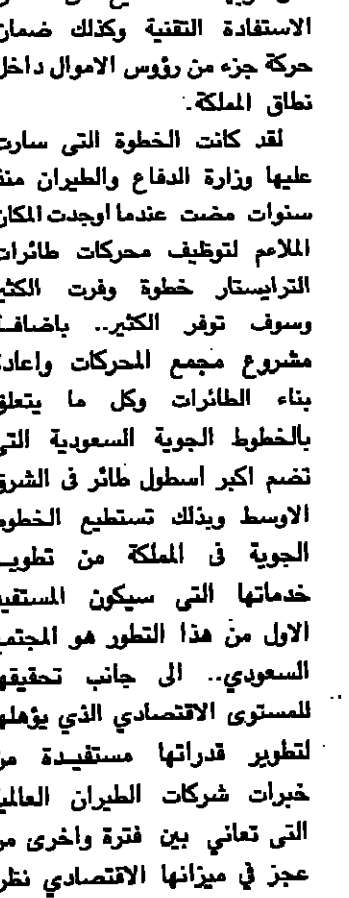 الاستفادة التقنية وكذلك ضمان
حركة جزء من رؤوس الاموال داخل
نطاق المملكة.
لقد كانت الخطوة التى سارت
عليها وزارة الدفاع والطيران منذ
سنوات مضت عندما اوجدت المكان
الملاءم لتوظيف محركات طائرات
الترايستار خطوة وفرت الكثير
وسوف توفر الكثير.. باضافة
مشروع مجمع المحركات واعادة
بناء الطائرات وكل ما يتعلق
بالخطوط الجوية السعودية التى
تضم اكبر اسطول طائر فى الشرق
الاوسط وبذلك تستطيع الخطوط
الجوية فى المملكة من تطوير
خدماتها التى سيكون المستفيد
الاول من هذا التطور هو المجتمع
السعودي.. الى جانب تحقيقها
للمستوى الاقتصادي الذي يؤهلها
لتطوير قدراتها مستفيدة من
خبرات شركات الطيران العالمية
التى تعاني بين فترة واخرى من
عجز في ميزانها الاقتصادي نظرا